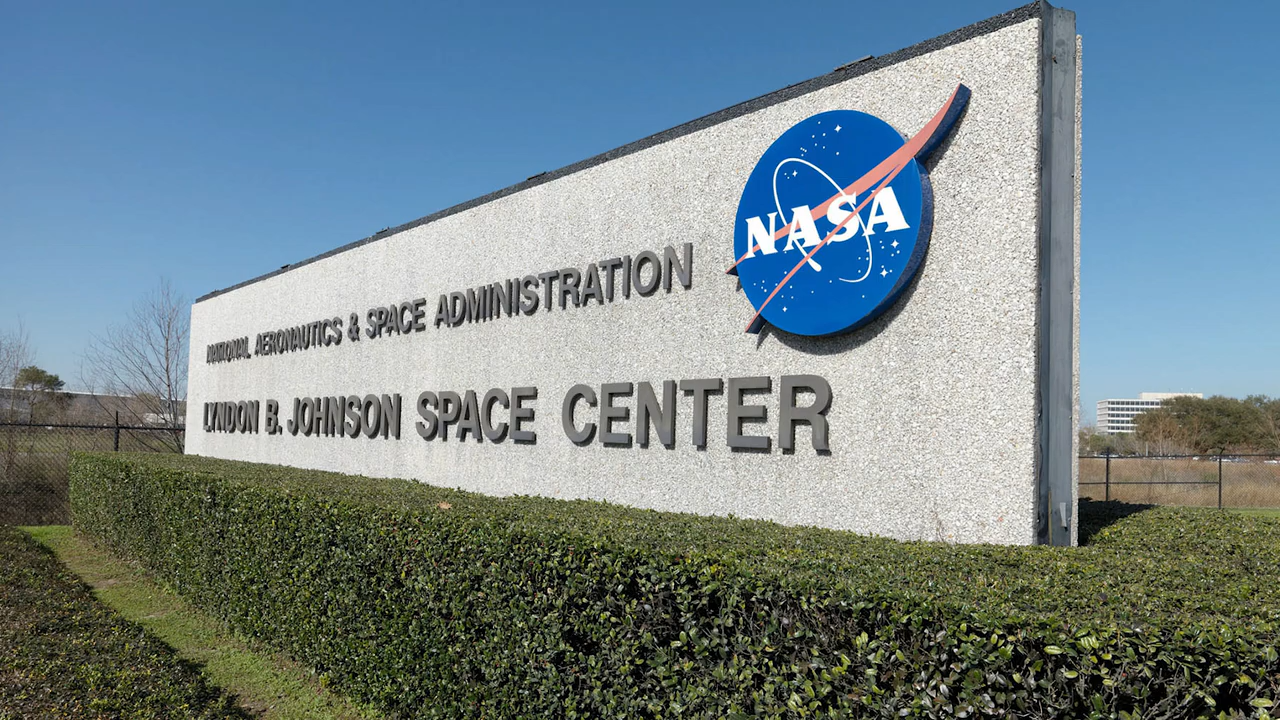 NATIONAL AERONAUTICS & SPACE ADMINISTRATION
LYNDON B. JOHNSON SPACE CENTER
NASA